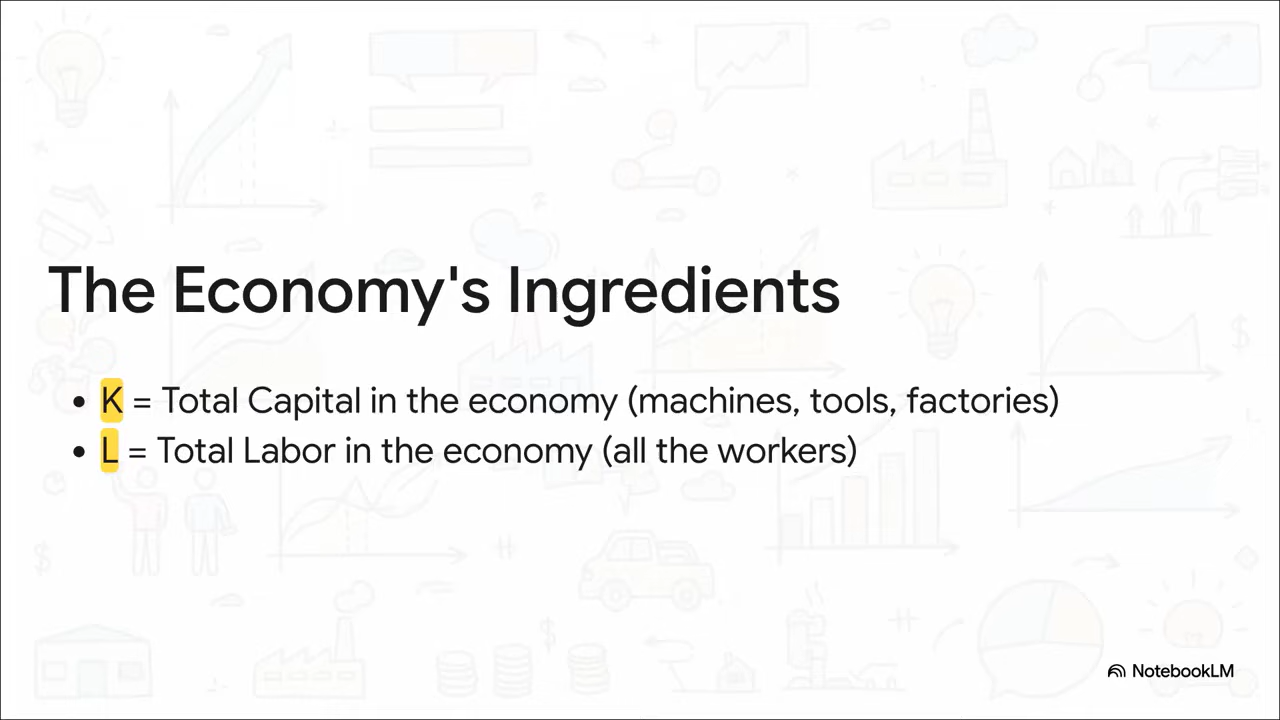 The Economy's Ingredients
• K = Total Capital in the economy (machines, tools, factories)
• L = Total Labor in the economy (all the workers)
NotebookLM